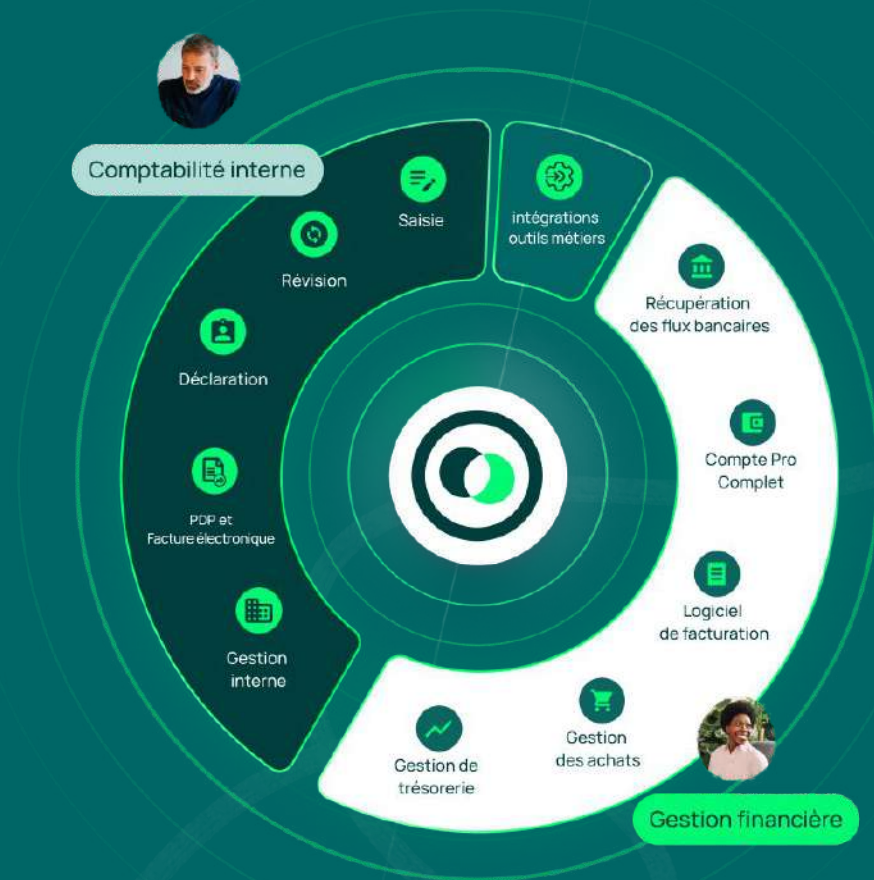 Comptabilité interne
Saisie
Révision
Déclaration
PDP et
Facture électronique
Gestion
interne
intégrations
outils métiers
Récupération
des flux bancaires
Compte Pro
Complet
Logiciel
de facturation
Gestion
des achats
Gestion de
trésorerie
Gestion financière